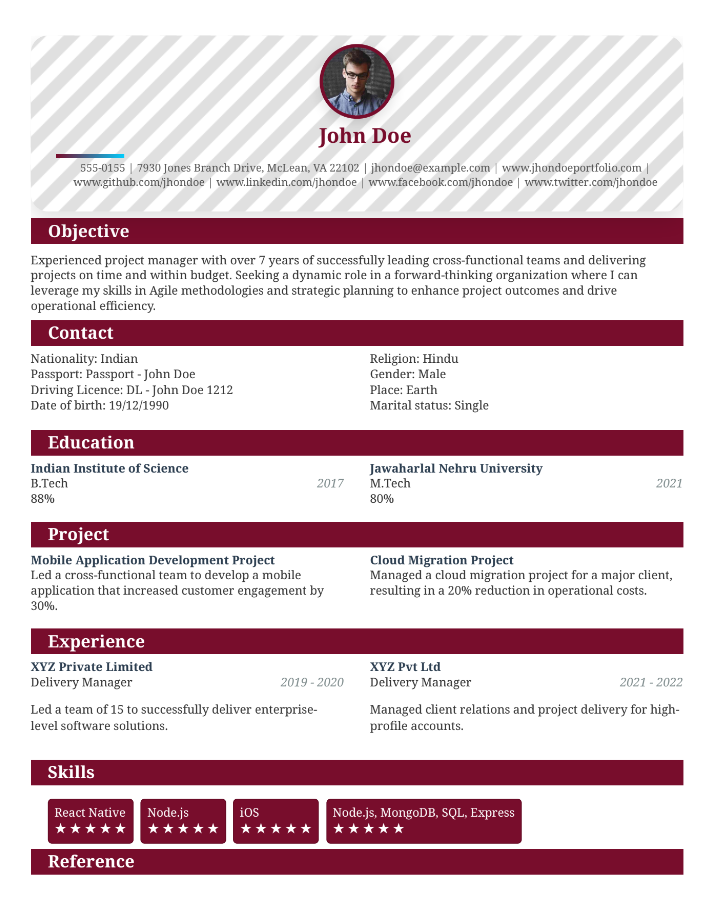 John Doe
555-0155 | 7930 Jones Branch Drive, McLean, VA 22102 | jhondoe@example.com | www.jhondoeportfolio.com |
www.github.com/jhondoe | www.linkedin.com/jhondoe | www.facebook.com/jhondoe | www.twitter.com/jhondoe
Objective
Experienced project manager with over 7 years of successfully leading cross-functional teams and delivering
projects on time and within budget. Seeking a dynamic role in a forward-thinking organization where I can
leverage my skills in Agile methodologies and strategic planning to enhance project outcomes and drive
operational efficiency.
Contact
Nationality: Indian
Passport: Passport - John Doe
Driving Licence: DL - John Doe 1212
Date of birth: 19/12/1990
Religion: Hindu
Gender: Male
Place: Earth
Marital status: Single
Education
Indian Institute of Science
B.Tech 2017
88%
Jawaharlal Nehru University
M.Tech 2021
80%
Project
Mobile Application Development Project
Led a cross-functional team to develop a mobile
application that increased customer engagement by
30%.
Cloud Migration Project
Managed a cloud migration project for a major client,
resulting in a 20% reduction in operational costs.
Experience
XYZ Private Limited
Delivery Manager 2019 - 2020
Led a team of 15 to successfully deliver enterprise-
level software solutions.
XYZ Pvt Ltd
Delivery Manager 2021 - 2022
Managed client relations and project delivery for high-
profile accounts.
Skills
React Native
★★★★★
Node.js
★★★★★
iOS
★★★★★
Node.js, MongoDB, SQL, Express
★★★★★
Reference